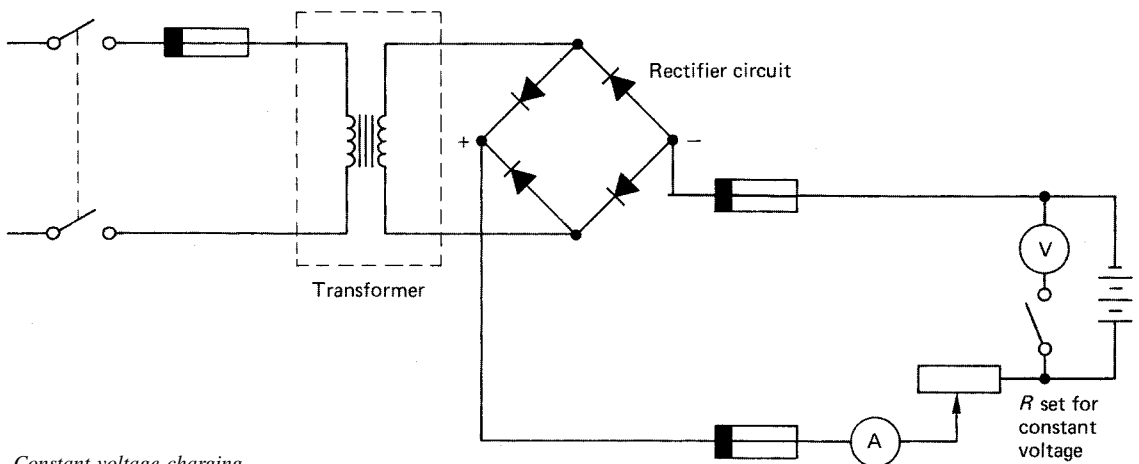 Rectifier circuit
+
−
Transformer
V
A
R set for
constant
voltage
Constant voltage charging